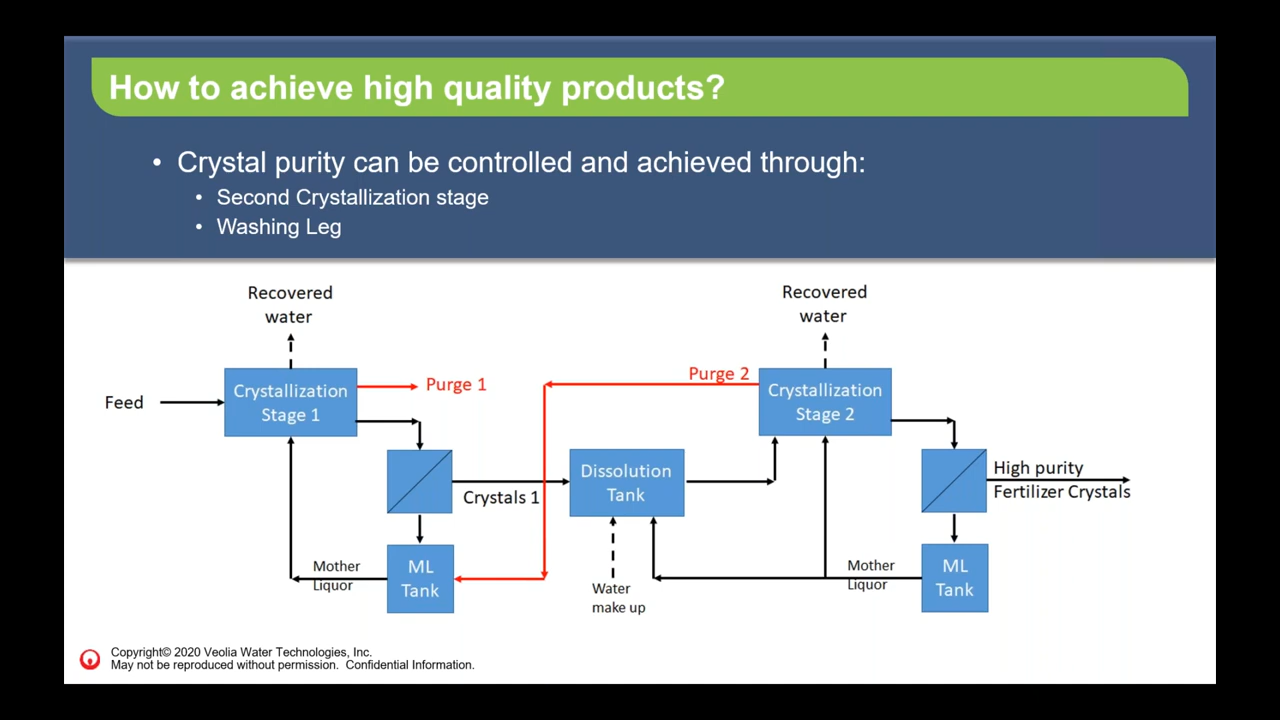 How to achieve high quality products?
• Crystal purity can be controlled and achieved through:
• Second Crystallization stage
• Washing Leg
Recovered
water
Recovered
water
Feed
Crystallization
Stage 1
Purge 1
Purge 2
Crystallization
Stage 2
Crystals 1
Dissolution
Tank
High purity
Fertilizer Crystals
Mother
Liquor
ML
Tank
Water
make up
Mother
Liquor
ML
Tank
Copyright© 2020 Veolia Water Technologies, Inc.
May not be reproduced without permission. Confidential Information.